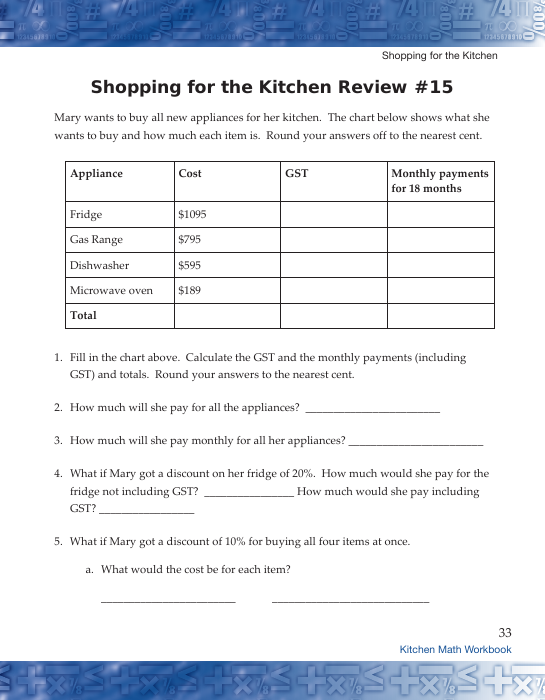 Shopping for the Kitchen
Shopping for the Kitchen Review #15
Mary wants to buy all new appliances for her kitchen. The chart below shows what she
wants to buy and how much each item is. Round your answers off to the nearest cent.
Appliance Cost GST Monthly payments
for 18 months
Fridge $1095
Gas Range $795
Dishwasher $595
Microwave oven $189
Total
1. Fill in the chart above. Calculate the GST and the monthly payments (including
GST) and totals. Round your answers to the nearest cent.
2. How much will she pay for all the appliances? ________________________
3. How much will she pay monthly for all her appliances? ________________________
4. What if Mary got a discount on her fridge of 20%. How much would she pay for the
fridge not including GST? ________________ How much would she pay including
GST? _________________
5. What if Mary got a discount of 10% for buying all four items at once.
a. What would the cost be for each item?
________________________ ____________________________
33
Kitchen Math Workbook